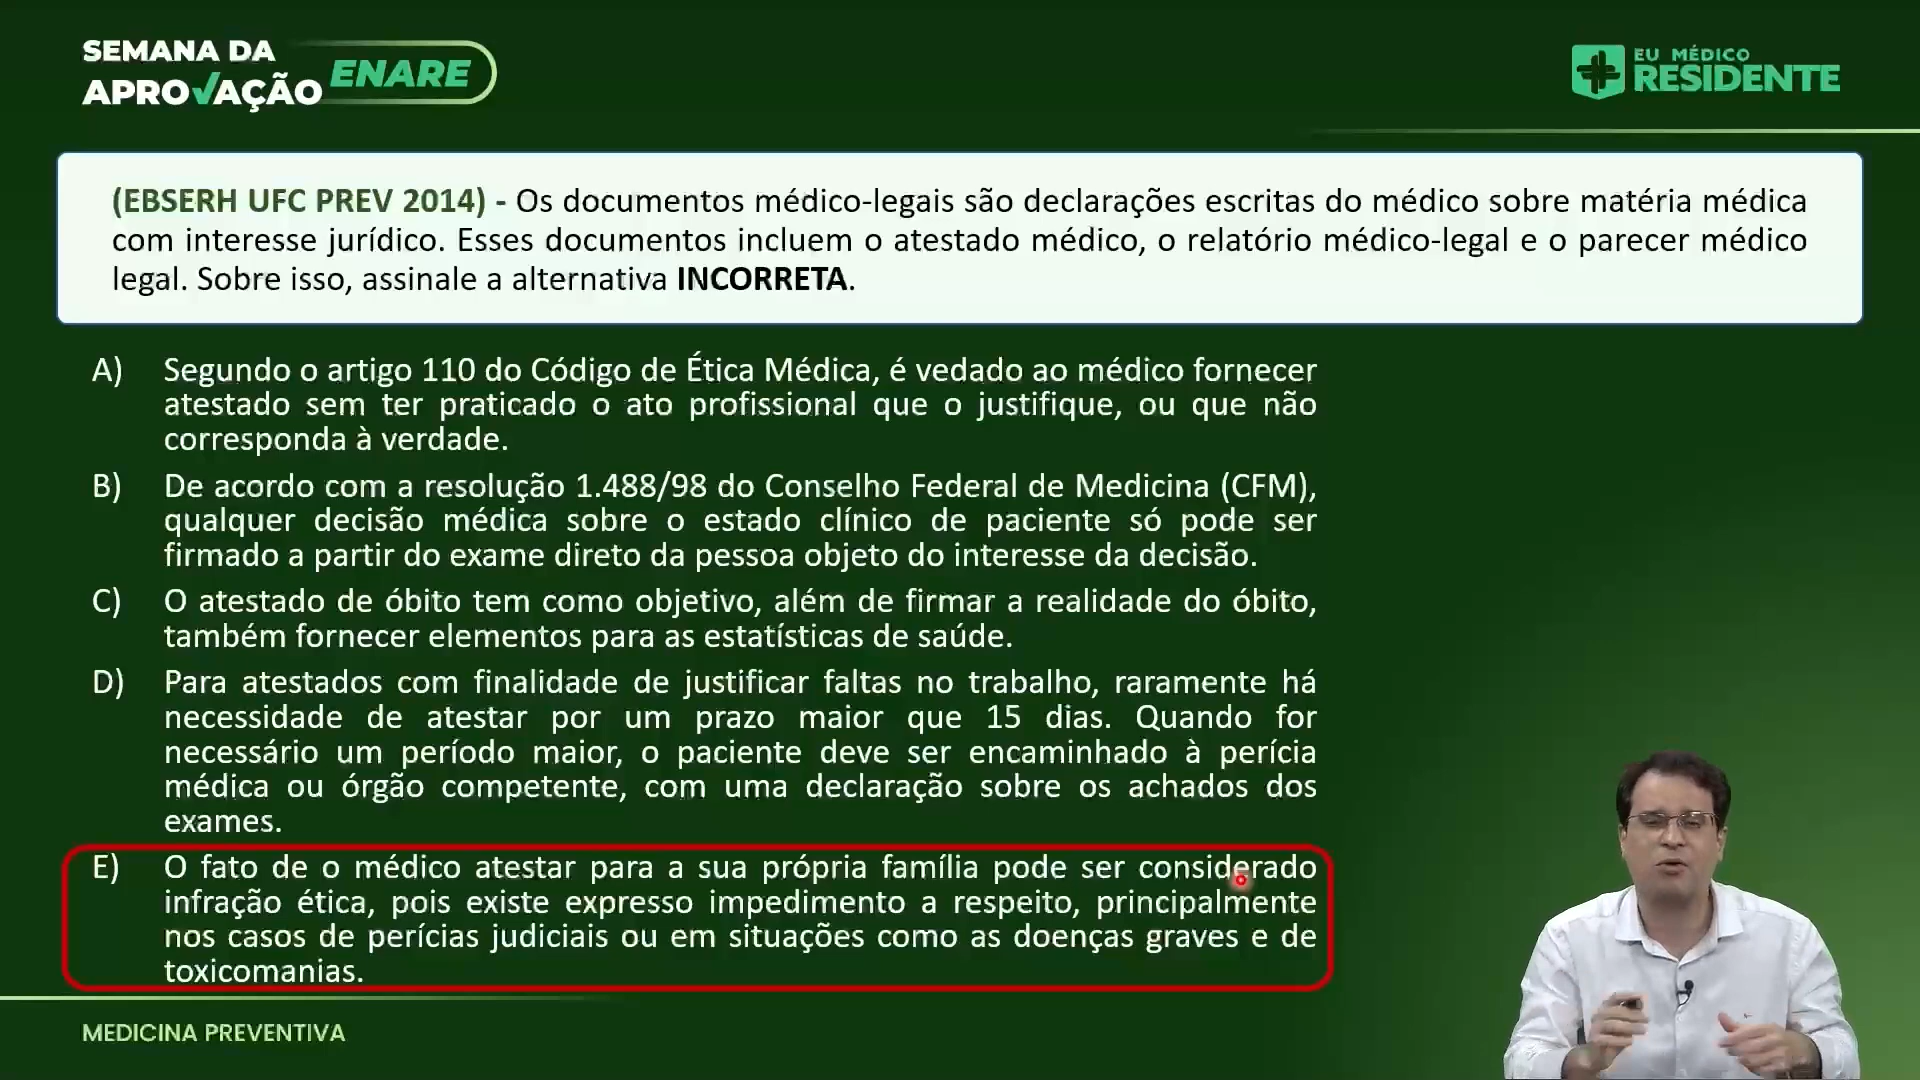 SEMANA DA
APROVAÇÃO ENARE
EU MÉDICO
RESIDENTE
(EBSERH UFC PREV 2014) - Os documentos médico-legais são declarações escritas do médico sobre matéria médica
com interesse jurídico. Esses documentos incluem o atestado médico, o relatório médico-legal e o parecer médico
legal. Sobre isso, assinale a alternativa INCORRETA.
A) Segundo o artigo 110 do Código de Ética Médica, é vedado ao médico fornecer
atestado sem ter praticado o ato profissional que o justifique, ou que não
corresponda à verdade.
B) De acordo com a resolução 1.488/98 do Conselho Federal de Medicina (CFM),
qualquer decisão médica sobre o estado clínico de paciente só pode ser
firmado a partir do exame direto da pessoa objeto do interesse da decisão.
C) O atestado de óbito tem como objetivo, além de firmar a realidade do óbito,
também fornecer elementos para as estatísticas de saúde.
D) Para atestados com finalidade de justificar faltas no trabalho, raramente há
necessidade de atestar por um prazo maior que 15 dias. Quando for
necessário um período maior, o paciente deve ser encaminhado à perícia
médica ou órgão competente, com uma declaração sobre os achados dos
exames.
E) O fato de o médico atestar para a sua própria família pode ser considerado
infração ética, pois existe expresso impedimento a respeito, principalmente
nos casos de perícias judiciais ou em situações como as doenças graves e de
toxicomanias.
MEDICINA PREVENTIVA